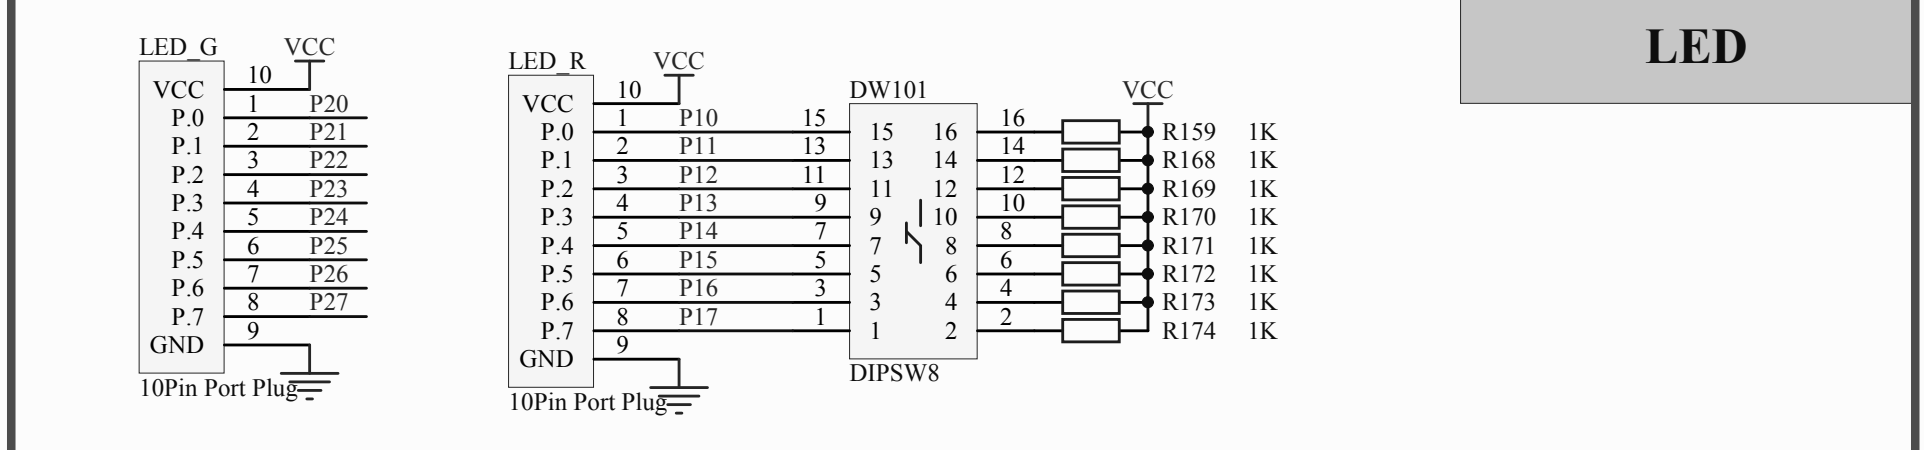 LED
LED_G
VCC
VCC 10
P.0 1 P20
P.1 2 P21
P.2 3 P22
P.3 4 P23
P.4 5 P24
P.5 6 P25
P.6 7 P26
P.7 8 P27
GND 9
10Pin Port Plug
LED_R
VCC
VCC 10
DW101
VCC
P.0 1 P10 15 15 16 16 R159 1K
P.1 2 P11 13 13 14 14 R168 1K
P.2 3 P12 11 11 12 12 R169 1K
P.3 4 P13 9 9 10 10 R170 1K
P.4 5 P14 7 7 8 8 R171 1K
P.5 6 P15 5 5 6 6 R172 1K
P.6 7 P16 3 3 4 4 R173 1K
P.7 8 P17 1 1 2 2 R174 1K
GND 9
10Pin Port Plug
DIPSW8